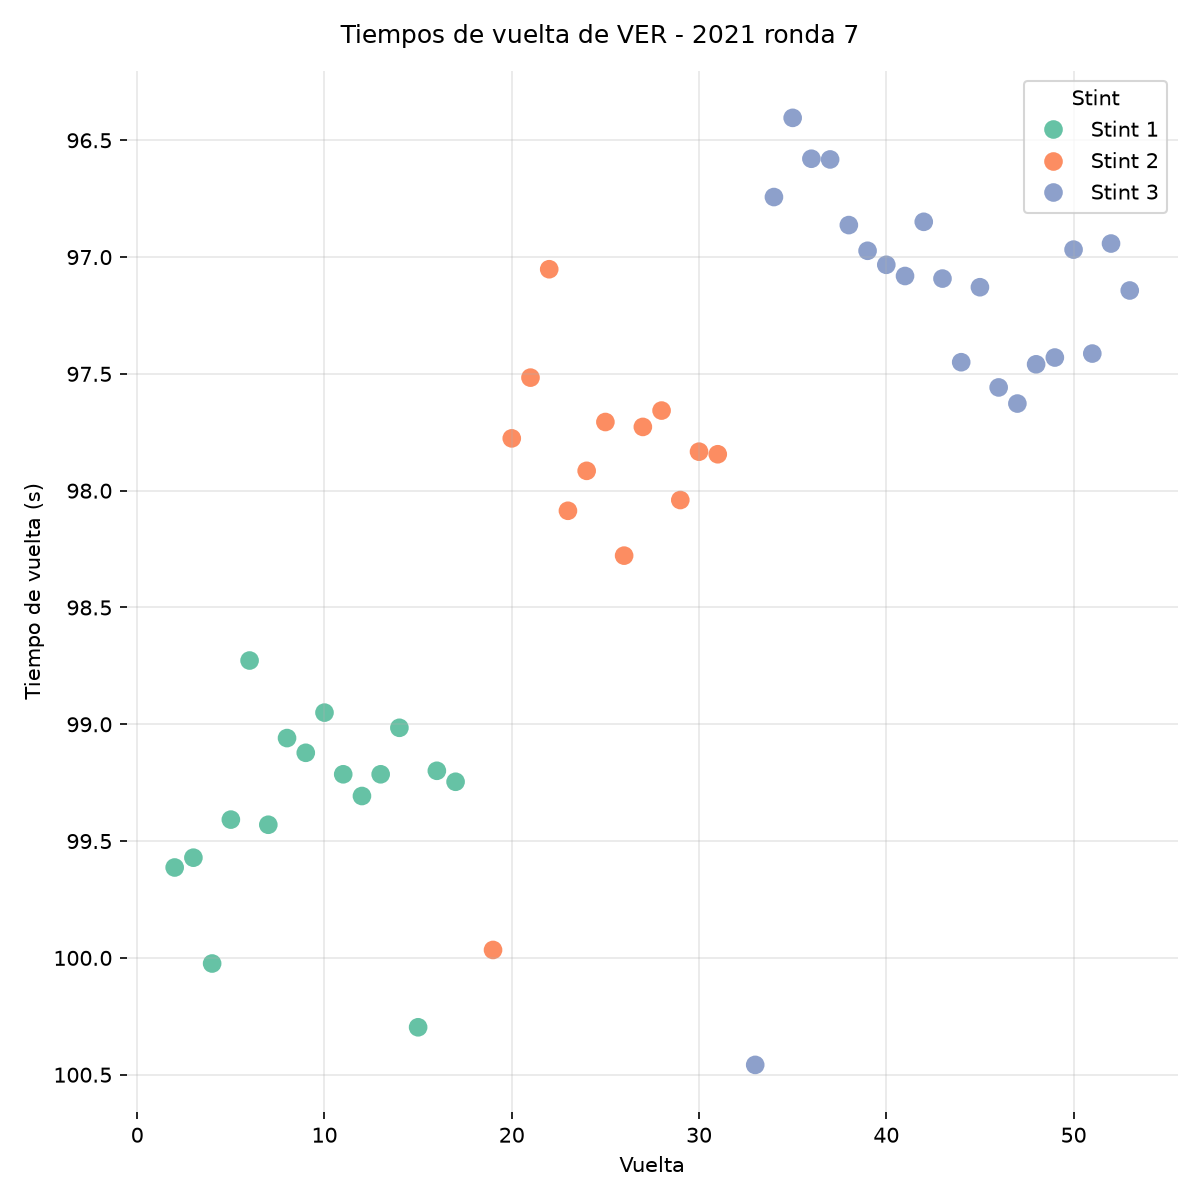 Tiempos de vuelta de VER - 2021 ronda 7
Stint
Stint 1
Stint 2
Stint 3
Tiempo de vuelta (s)
96.5
97.0
97.5
98.0
98.5
99.0
99.5
100.0
100.5
0 10 20 30 40 50
Vuelta